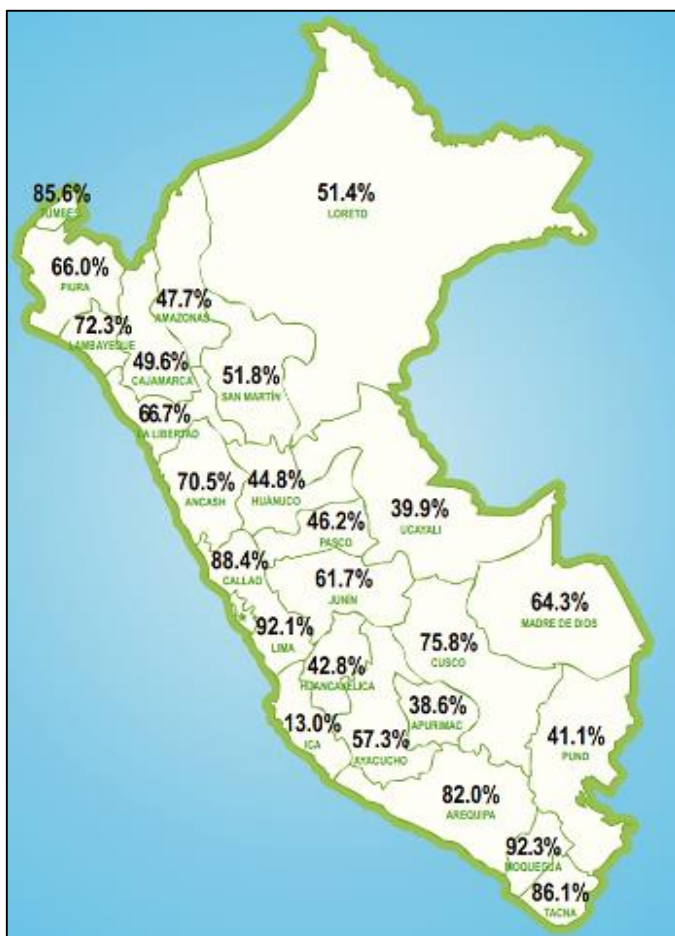 51.4%
LORETO
85.6%
TUMBES
66.0%
PIURA
47.7%
AMAZONAS
72.3%
LAMBAYEQUE
49.6%
CAJAMARCA
51.8%
SAN MARTÍN
66.7%
LA LIBERTAD
70.5%
ANCASH
44.8%
HUÁNUCO
39.9%
UCAYALI
46.2%
PASCO
88.4%
CALLAO
61.7%
JUNÍN
64.3%
MADRE DE DIOS
92.1%
LIMA
75.8%
CUSCO
42.8%
HUANCAVELICA
38.6%
APURIMAC
13.0%
ICA
57.3%
AYACUCHO
41.1%
PUNO
82.0%
AREQUIPA
92.3%
MOQUEGUA
86.1%
TACNA